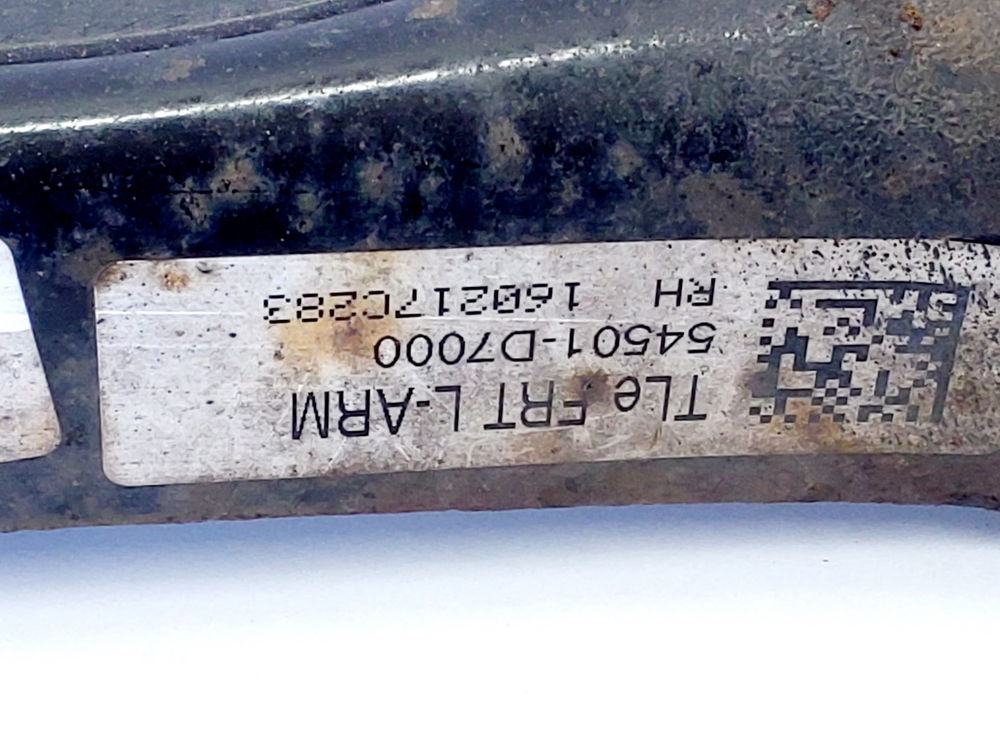 TLe FRT L-ARM
54501-D7000
RH 160217C283